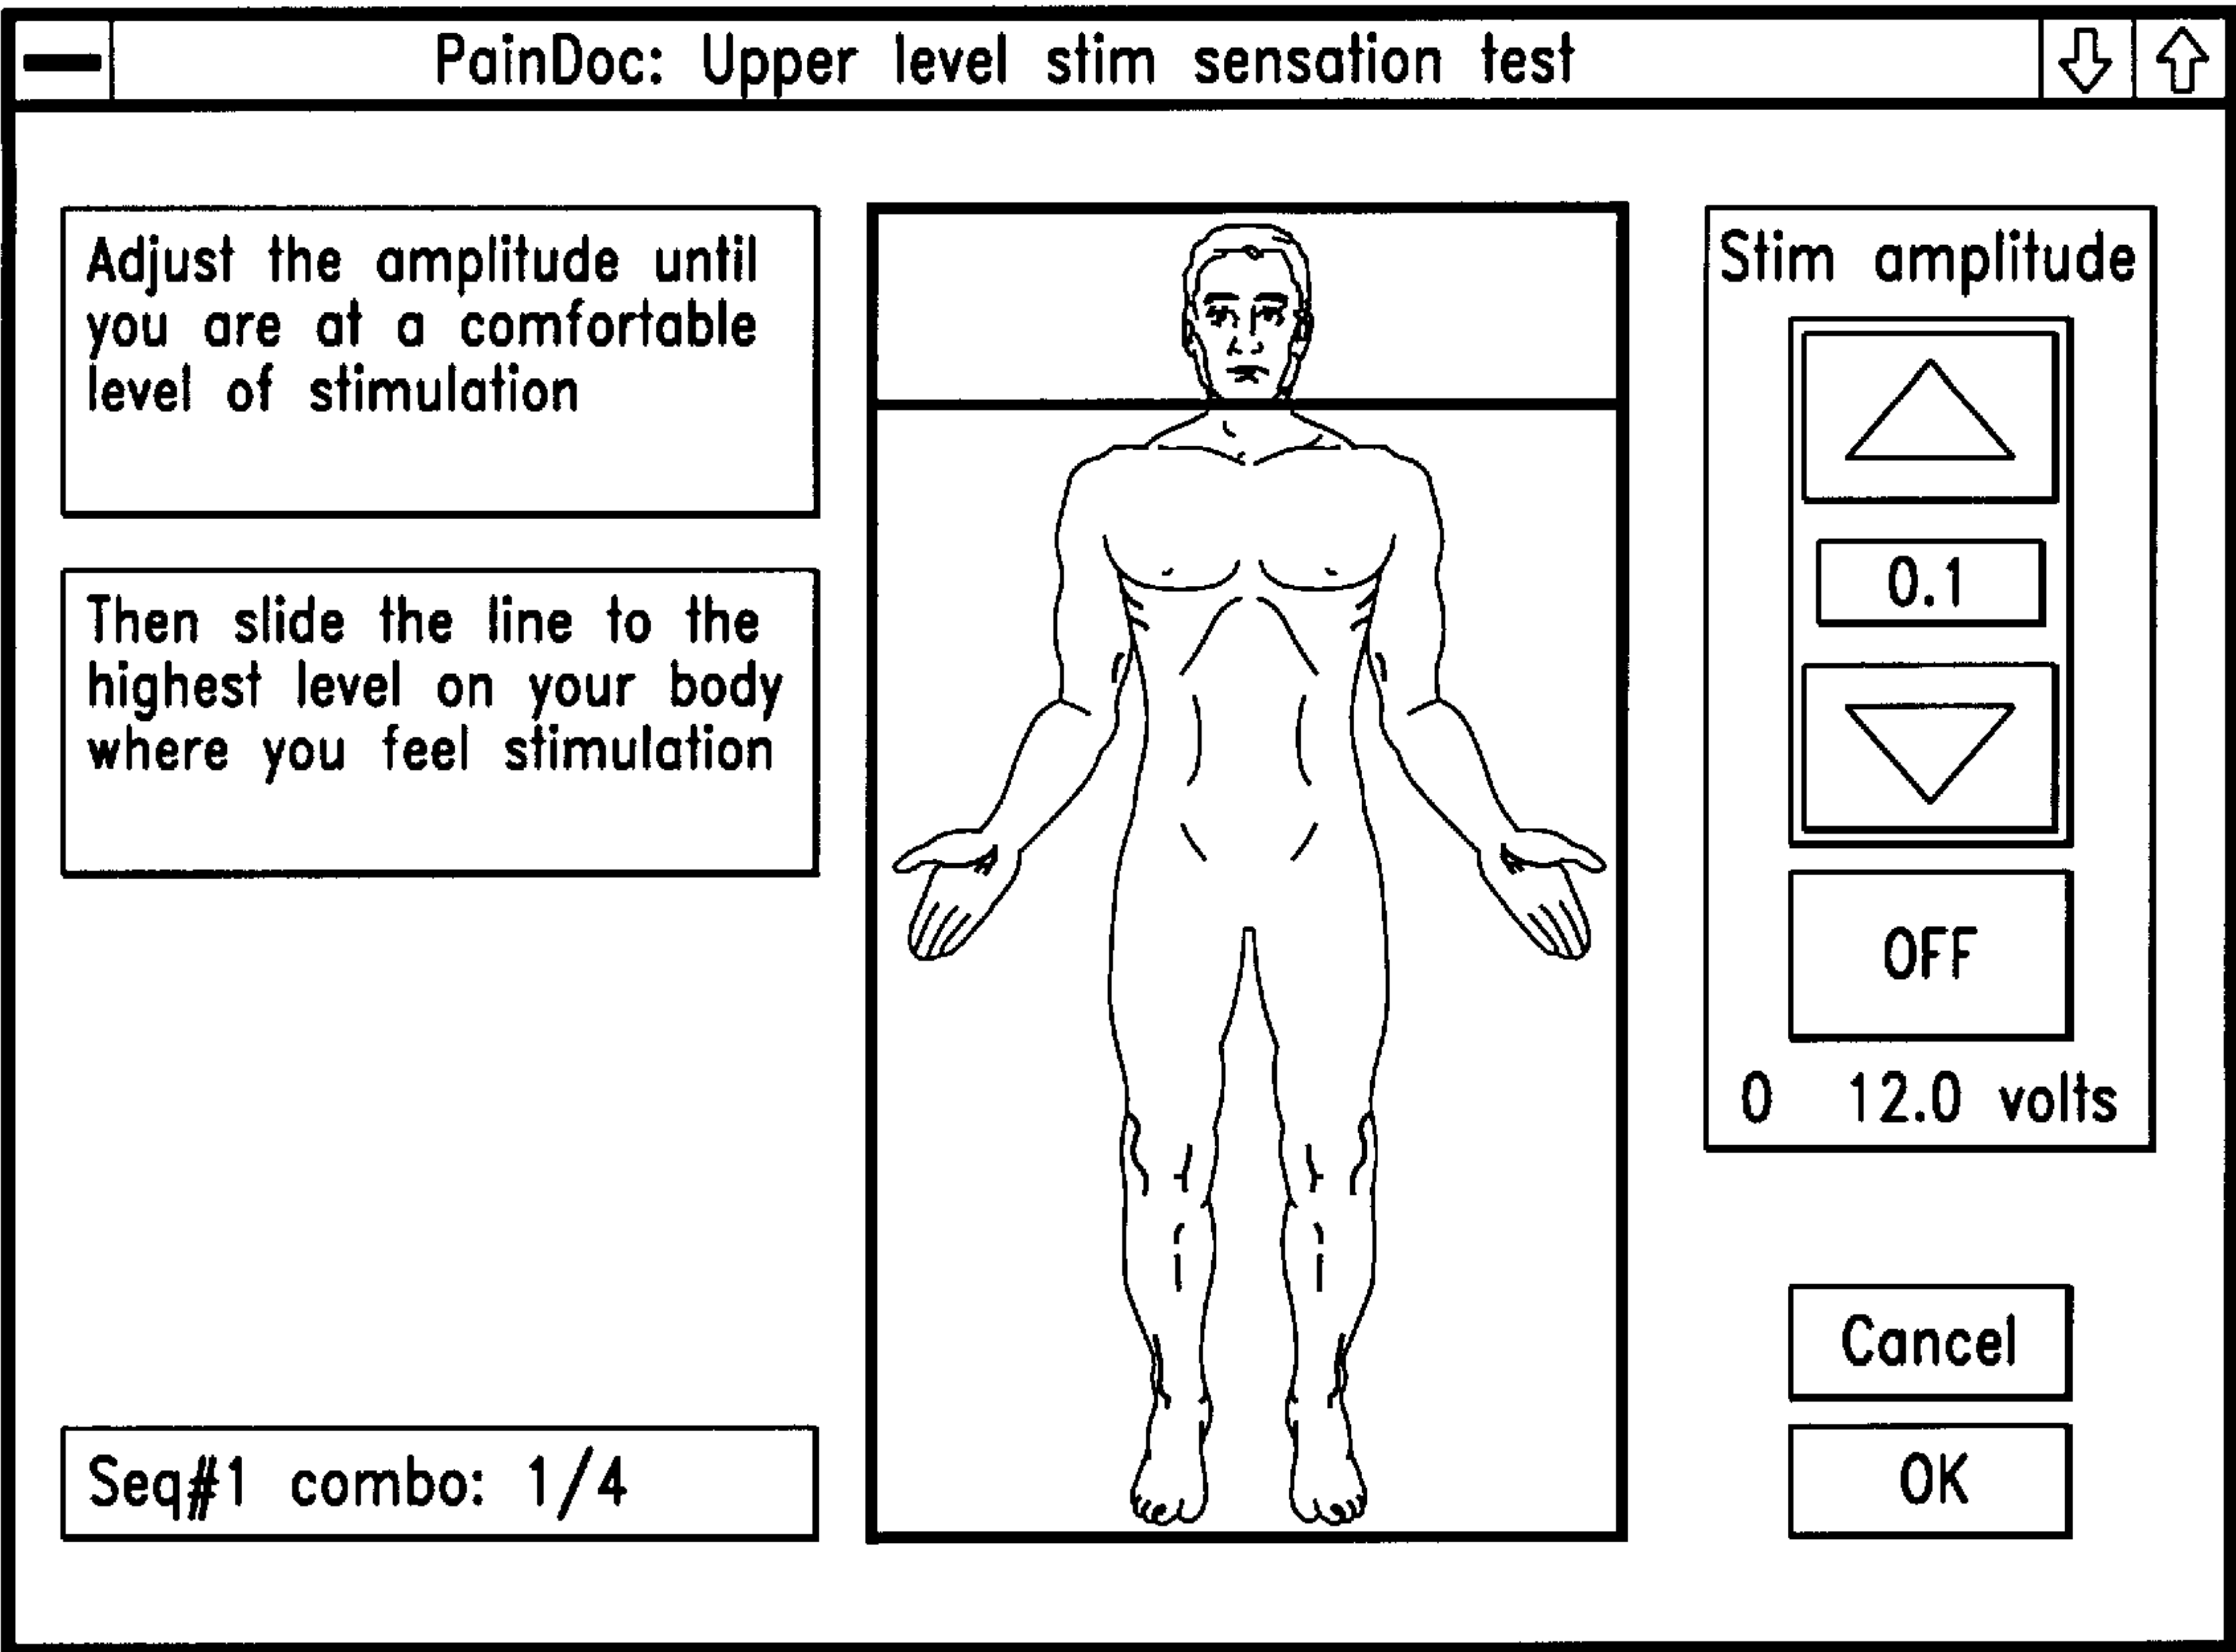 PainDoc: Upper level stim sensation test
Adjust the amplitude until
you are at a comfortable
level of stimulation
Then slide the line to the
highest level on your body
where you feel stimulation
Seq#1 combo: 1/4
Stim amplitude
0.1
OFF
0 12.0 volts
Cancel
OK